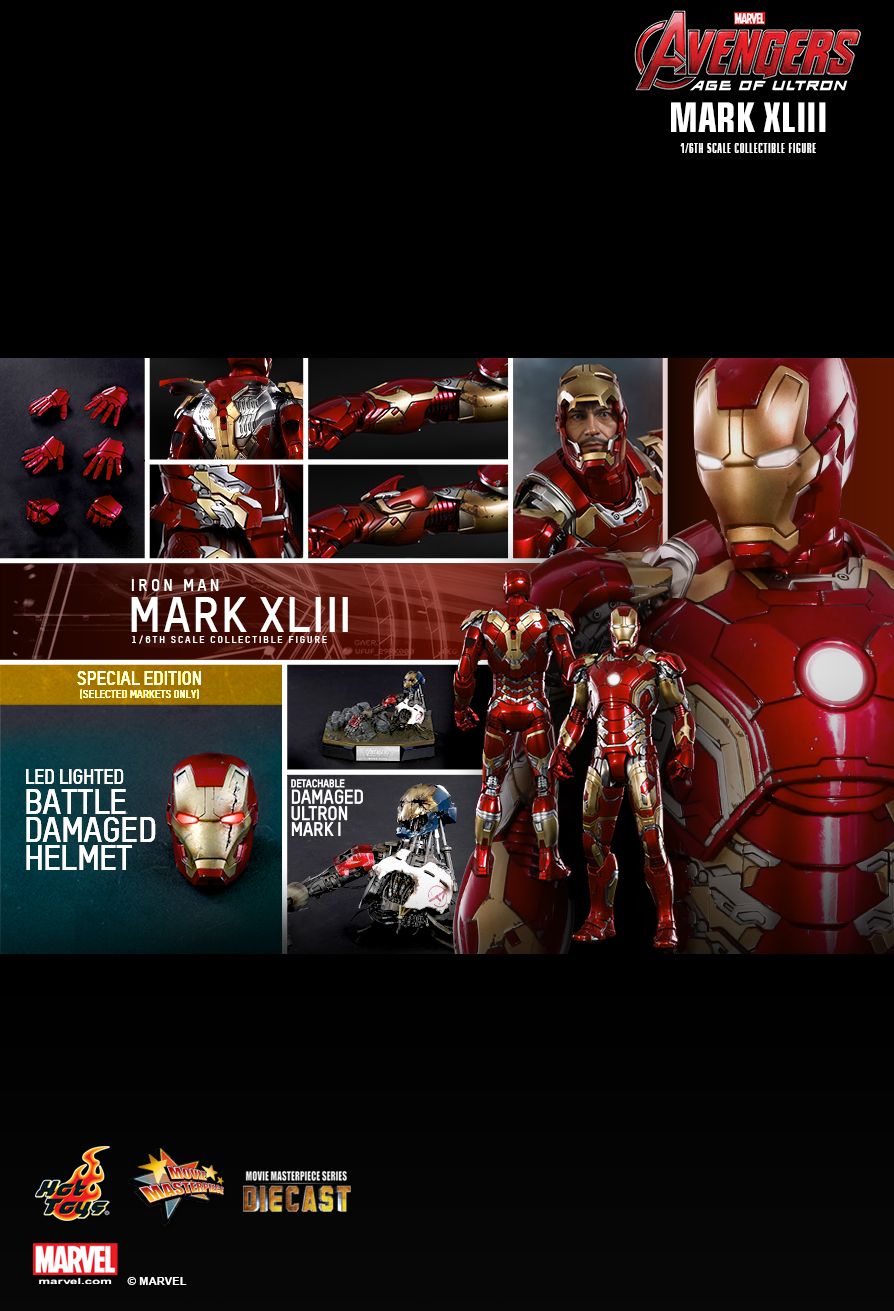 MARVEL
AVENGERS
AGE OF ULTRON
MARK XLIII
1/6TH SCALE COLLECTIBLE FIGURE
IRON MAN
MARK XLIII
1/6TH SCALE COLLECTIBLE FIGURE
SPECIAL EDITION
(SELECTED MARKETS ONLY)
LED LIGHTED
BATTLE
DAMAGED
HELMET
DETACHABLE
DAMAGED
ULTRON
MARK I
Hot
Toys
MOVIE
MASTERPIECE
MOVIE MASTERPIECE SERIES
DIECAST
MARVEL
marvel.com
© MARVEL